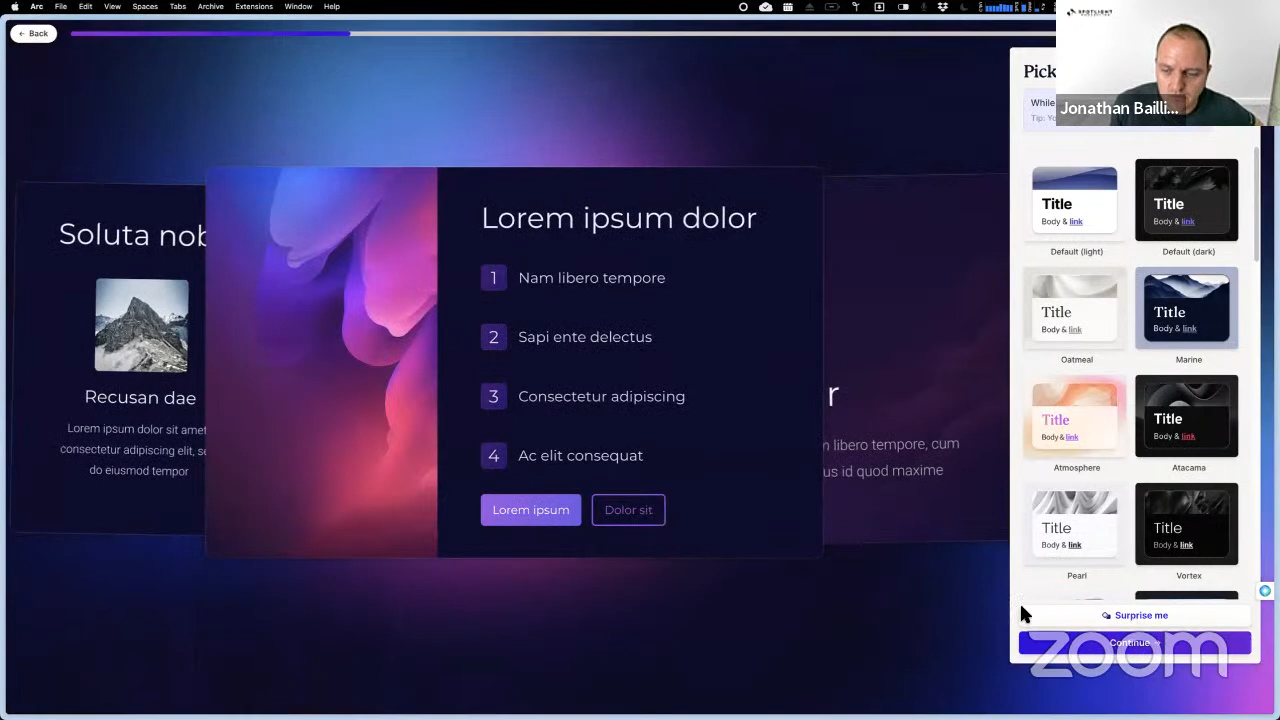 File Edit View Spaces Tabs Archive Extensions Window Help
← Back
SPOTLIGHT
Jonathan Bailli...
Pick
While
Tip: Yo
Soluta nob
Recusan dae
Lorem ipsum dolor sit amet
consectetur adipiscing elit, se
do eiusmod tempor
Lorem ipsum dolor
1 Nam libero tempore
2 Sapi ente delectus
3 Consectetur adipiscing
4 Ac elit consequat
Lorem ipsum
Dolor sit
r
n libero tempore, cum
us id quod maxime
Title
Body & link
Default (light)
Title
Body & link
Default (dark)
Title
Body & link
Oatmeal
Title
Body & link
Marine
Title
Body & link
Atmosphere
Title
Body & link
Atacama
Title
Body & link
Pearl
Title
Body & link
Vortex
Surprise me
Continue →
zoom